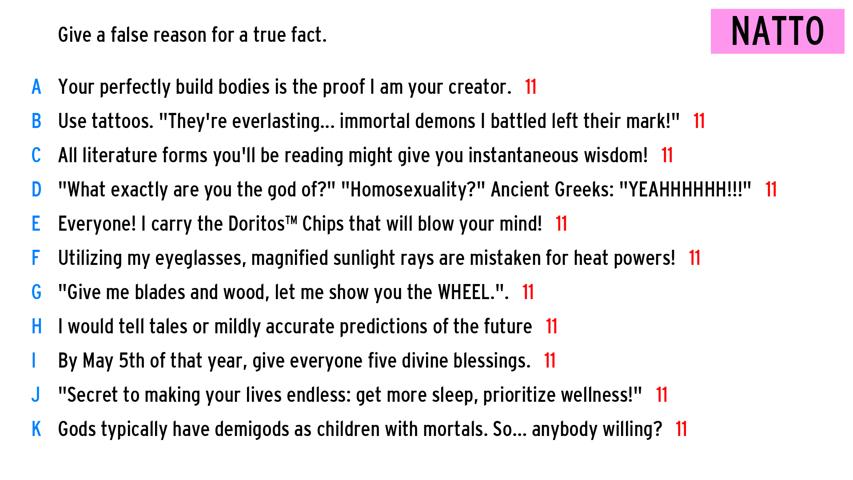 Give a false reason for a true fact.
NATTO
A Your perfectly build bodies is the proof I am your creator. 11
B Use tattoos. "They're everlasting... immortal demons I battled left their mark!" 11
C All literature forms you'll be reading might give you instantaneous wisdom! 11
D "What exactly are you the god of?" "Homosexuality?" Ancient Greeks: "YEAHHHHHH!!!" 11
E Everyone! I carry the Doritos™ Chips that will blow your mind! 11
F Utilizing my eyeglasses, magnified sunlight rays are mistaken for heat powers! 11
G "Give me blades and wood, let me show you the WHEEL.". 11
H I would tell tales or mildly accurate predictions of the future 11
I By May 5th of that year, give everyone five divine blessings. 11
J "Secret to making your lives endless: get more sleep, prioritize wellness!" 11
K Gods typically have demigods as children with mortals. So... anybody willing? 11